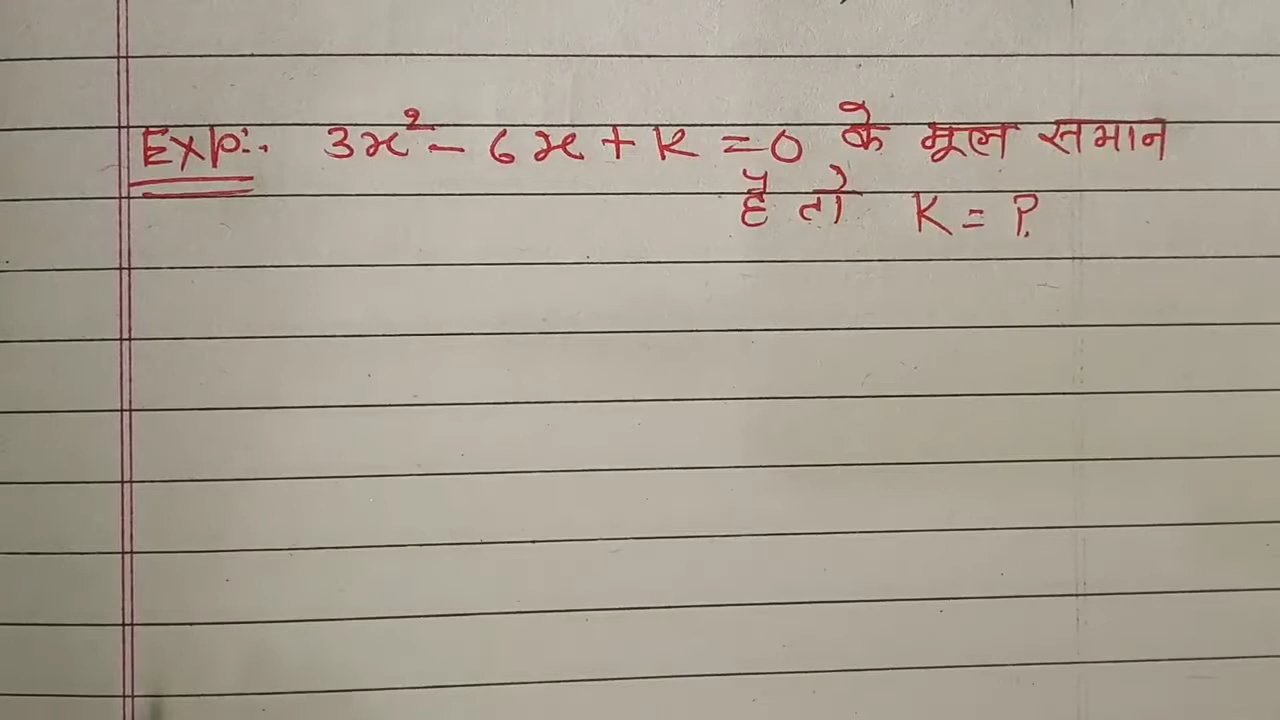 Exp:. 3x² - 6x + K = 0 के मूल समान
है तो K = ?